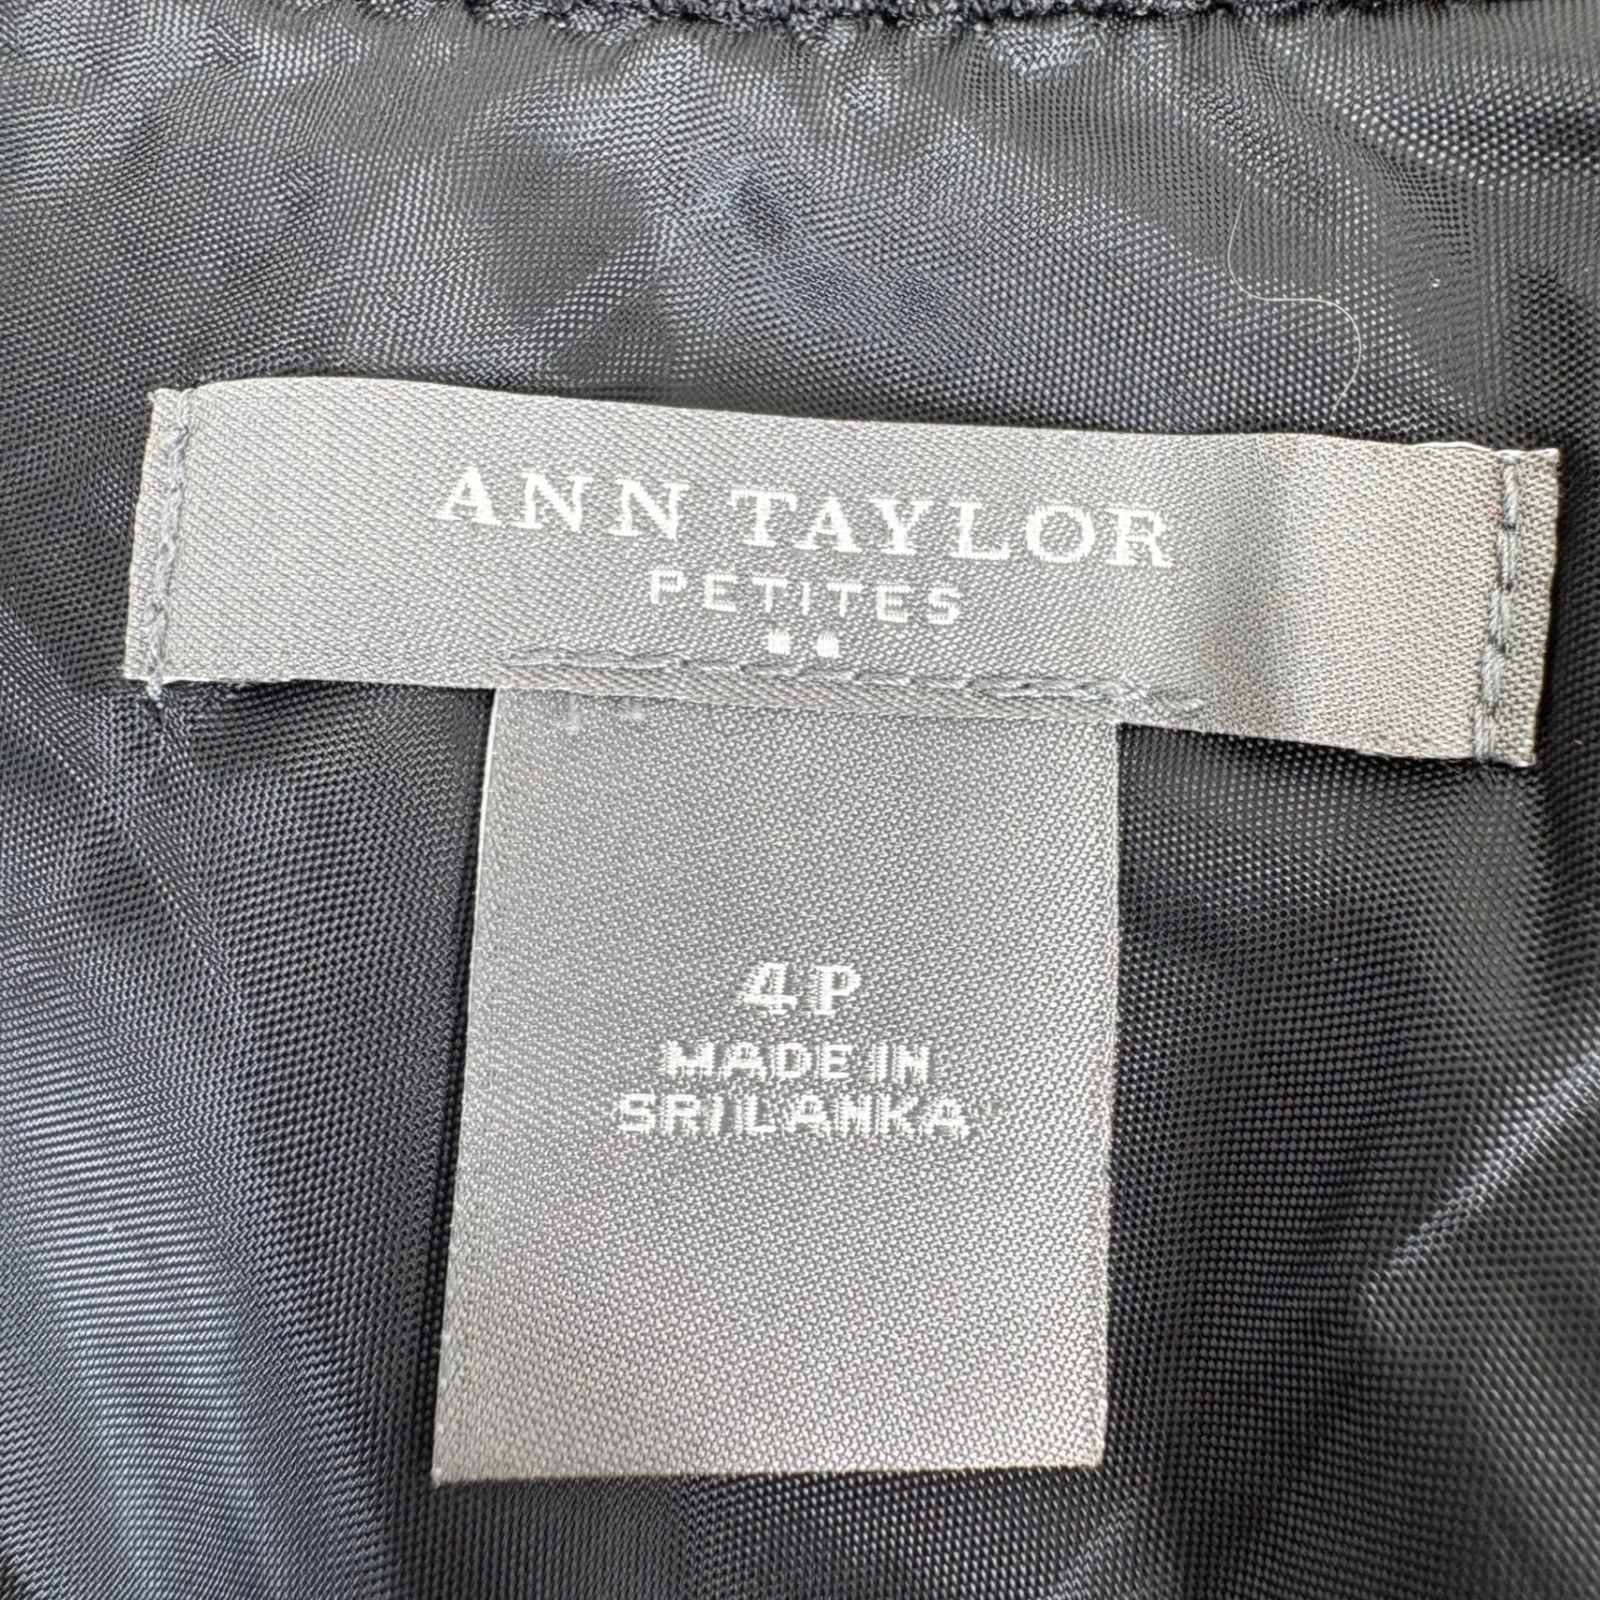 ANN TAYLOR
PETITES
4P
MADE IN
SRI LANKA